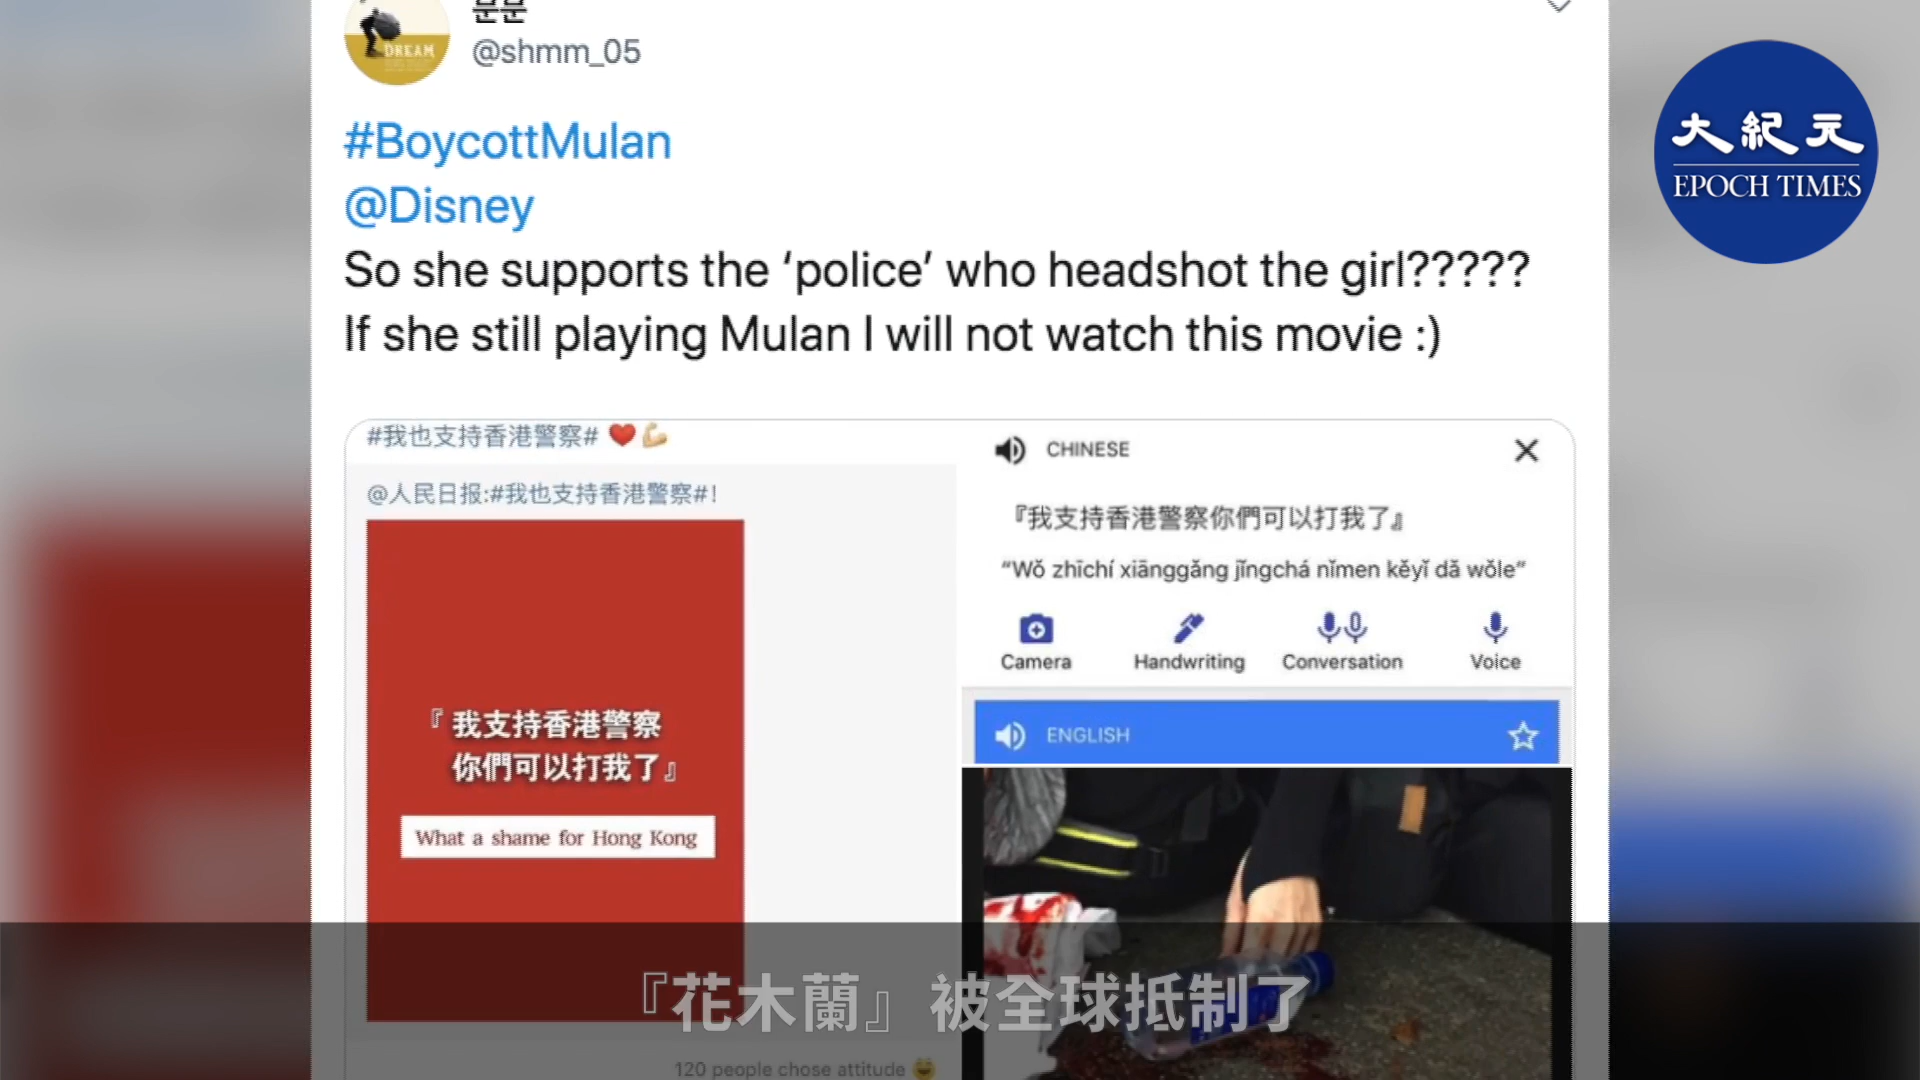 문문
@shmm_05
大紀元
EPOCH TIMES
#BoycottMulan
@Disney
So she supports the ‘police’ who headshot the girl?????
If she still playing Mulan I will not watch this movie :)
#我也支持香港警察# ❤️💪🏼
@人民日报:#我也支持香港警察#!
『我支持香港警察
你們可以打我了』
What a shame for Hong Kong
120 people chose attitude 😄
CHINESE
『我支持香港警察你們可以打我了』
“Wǒ zhīchí xiānggǎng jǐngchá nǐmen kěyǐ dǎ wǒle“
Camera
Handwriting
Conversation
Voice
ENGLISH
『花木蘭』被全球抵制了